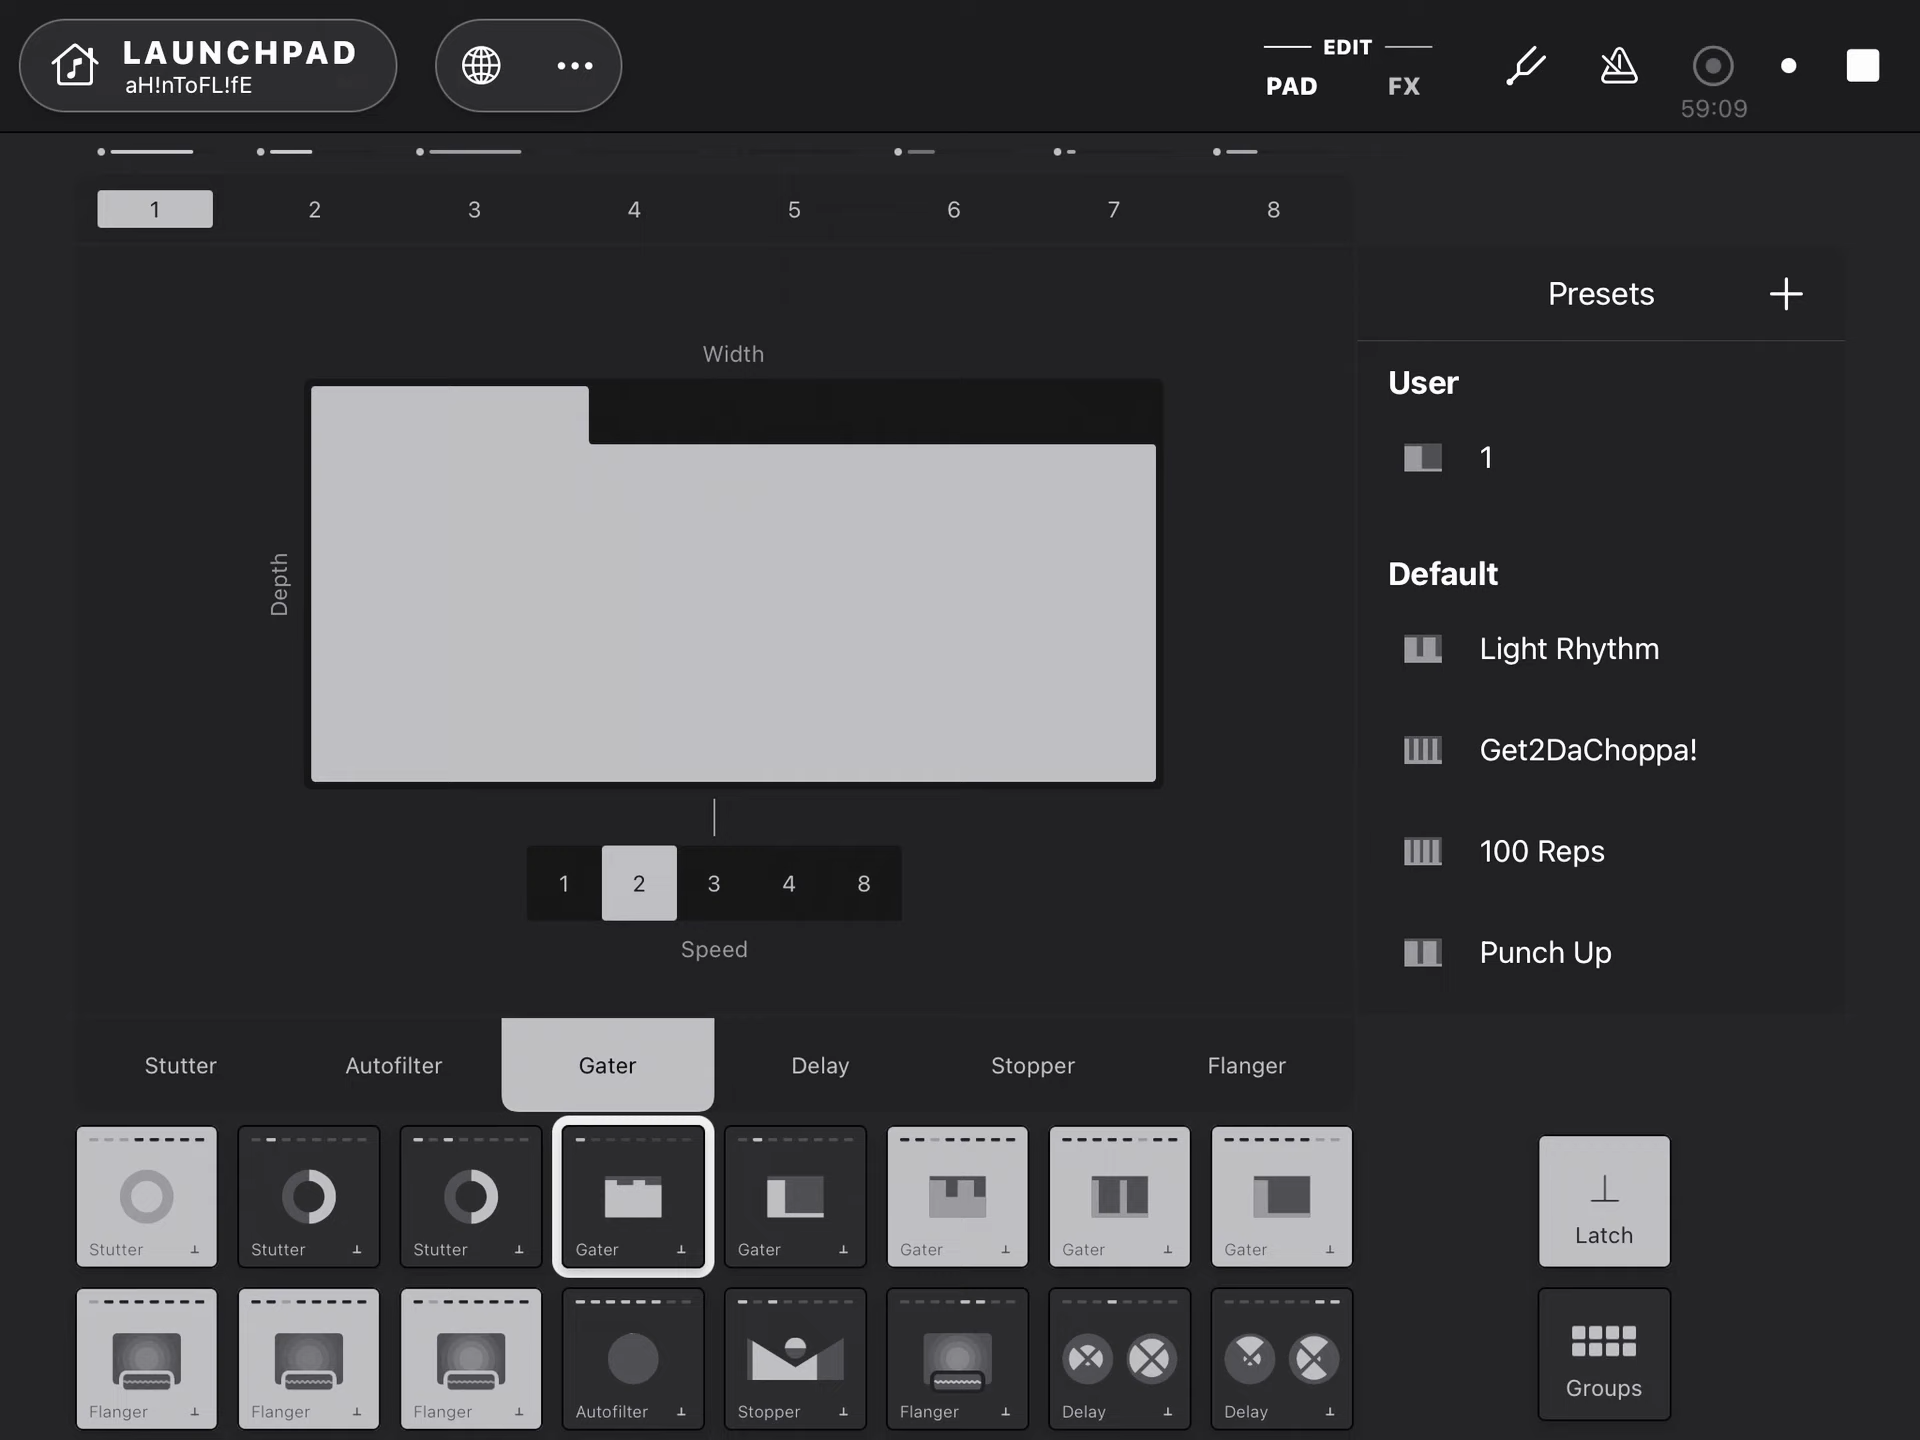 LAUNCHPAD
aH!nToFL!fE
EDIT
PAD FX
59:09
1 2 3 4 5 6 7 8
Presets
Width
User
1
Depth
Default
Light Rhythm
Get2DaChoppa!
100 Reps
1 2 3 4 8
Speed
Punch Up
Stutter Autofilter Gater Delay Stopper Flanger
Stutter Stutter Stutter Gater Gater Gater Gater Gater
Latch
Flanger Flanger Flanger Autofilter Stopper Flanger Delay Delay
Groups